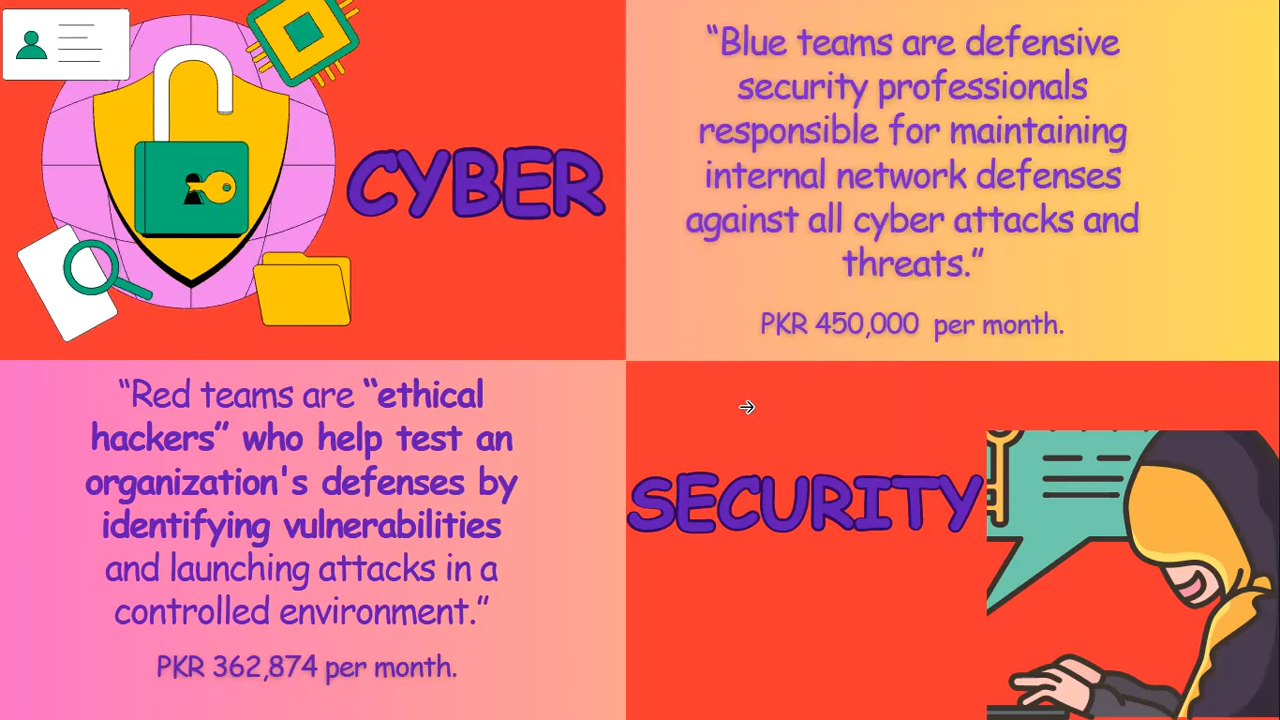 CYBER
“Blue teams are defensive
security professionals
responsible for maintaining
internal network defenses
against all cyber attacks and
threats.”
PKR 450,000 per month.
“Red teams are “ethical
hackers” who help test an
organization's defenses by
identifying vulnerabilities
and launching attacks in a
controlled environment.”
PKR 362,874 per month.
SECURITY